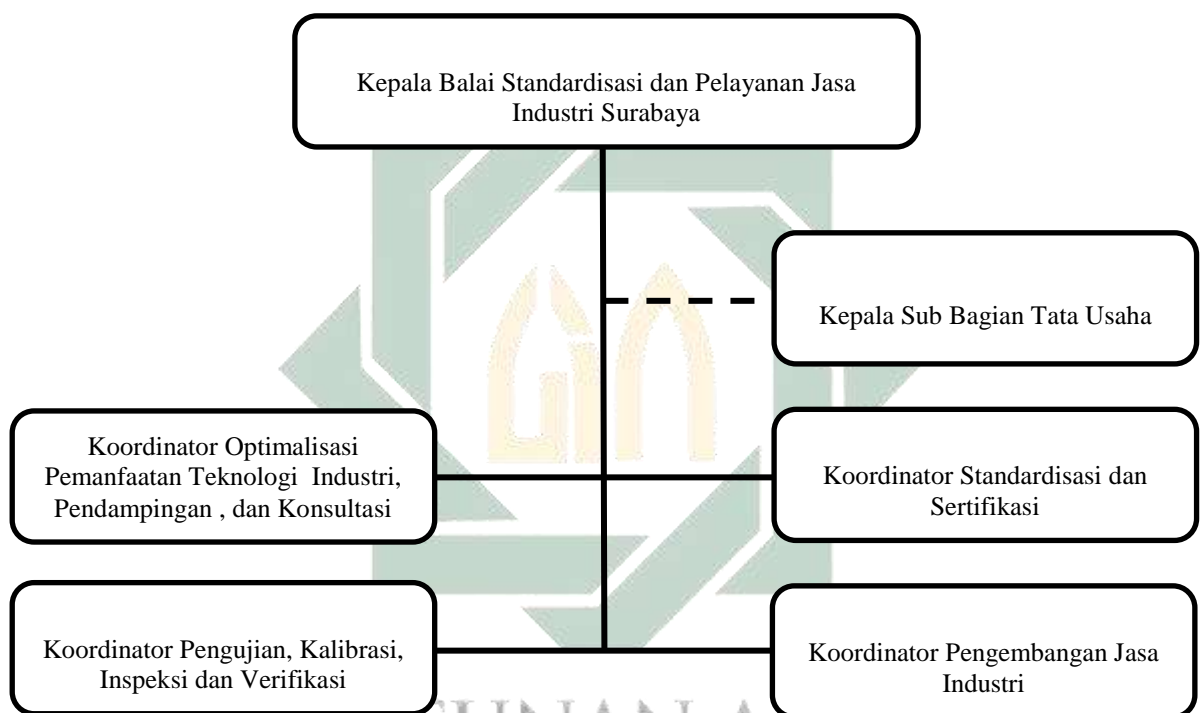 Kepala Balai Standardisasi dan Pelayanan Jasa
Industri Surabaya
Kepala Sub Bagian Tata Usaha
Koordinator Optimalisasi
Pemanfaatan Teknologi  Industri,
Pendampingan , dan Konsultasi
Koordinator Standardisasi dan
Sertifikasi
Koordinator Pengujian, Kalibrasi,
Inspeksi dan Verifikasi
Koordinator Pengembangan Jasa
Industri